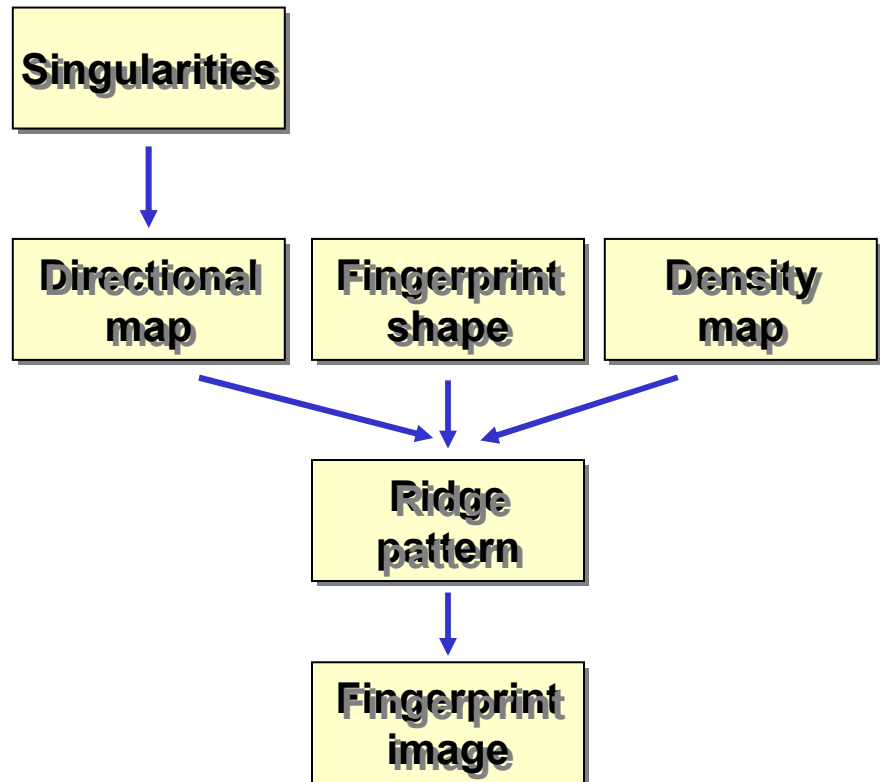 Singularities
Directional
map
Fingerprint
shape
Density
map
Ridge
pattern
Fingerprint
image